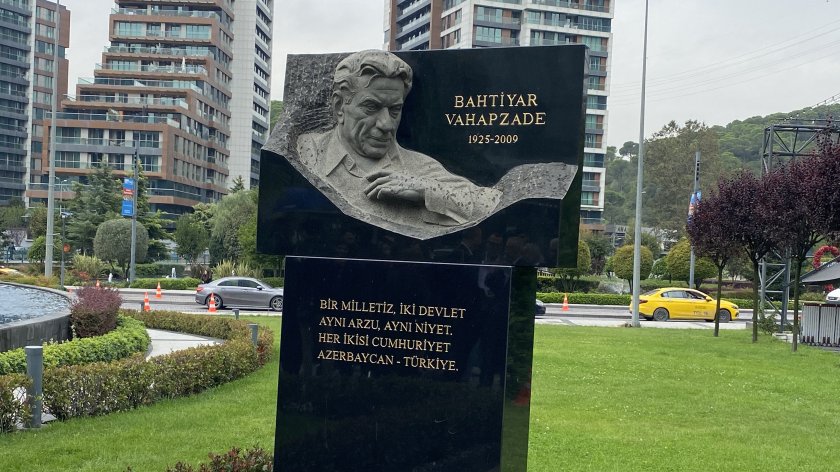 BAHTİYAR
VAHAPZADE
1925-2009
BİR MİLLETİZ, İKİ DEVLET
AYNI ARZU, AYNI NİYET.
HER İKİSİ CUMHURİYET
AZERBAYCAN - TÜRKİYE.